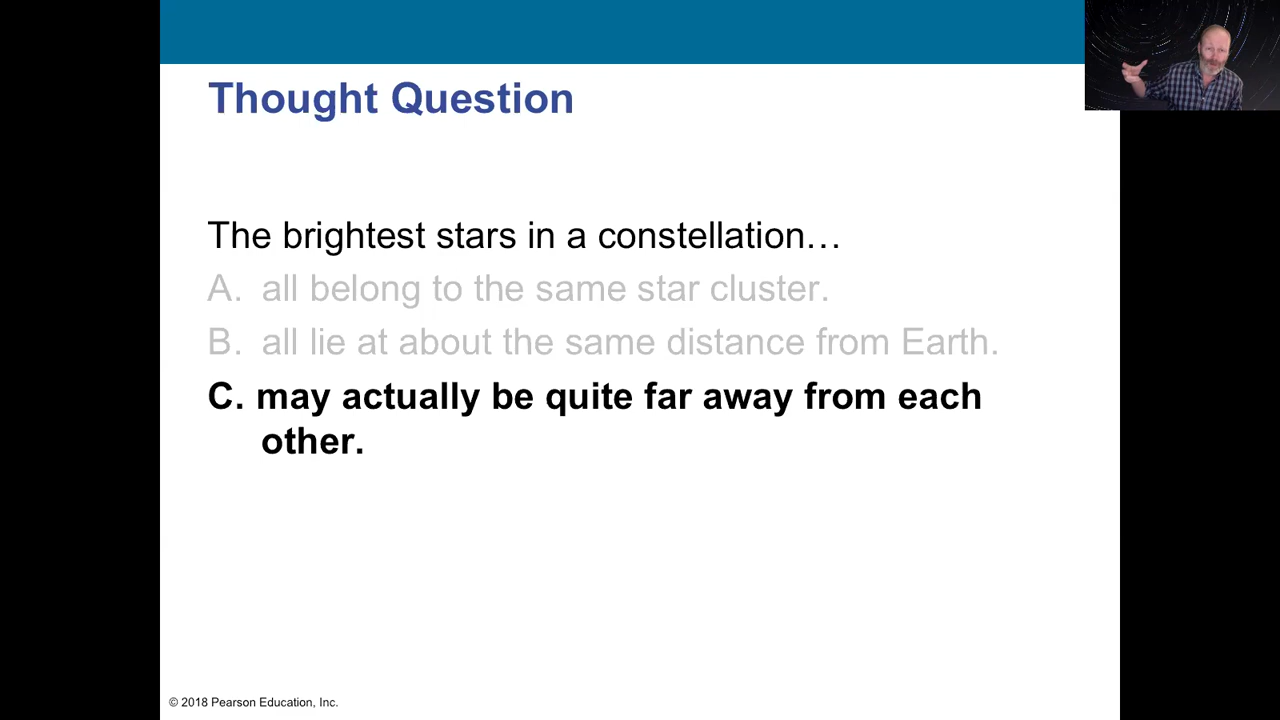 Thought Question
The brightest stars in a constellation…
A. all belong to the same star cluster.
B. all lie at about the same distance from Earth.
C. may actually be quite far away from each
other.
© 2018 Pearson Education, Inc.